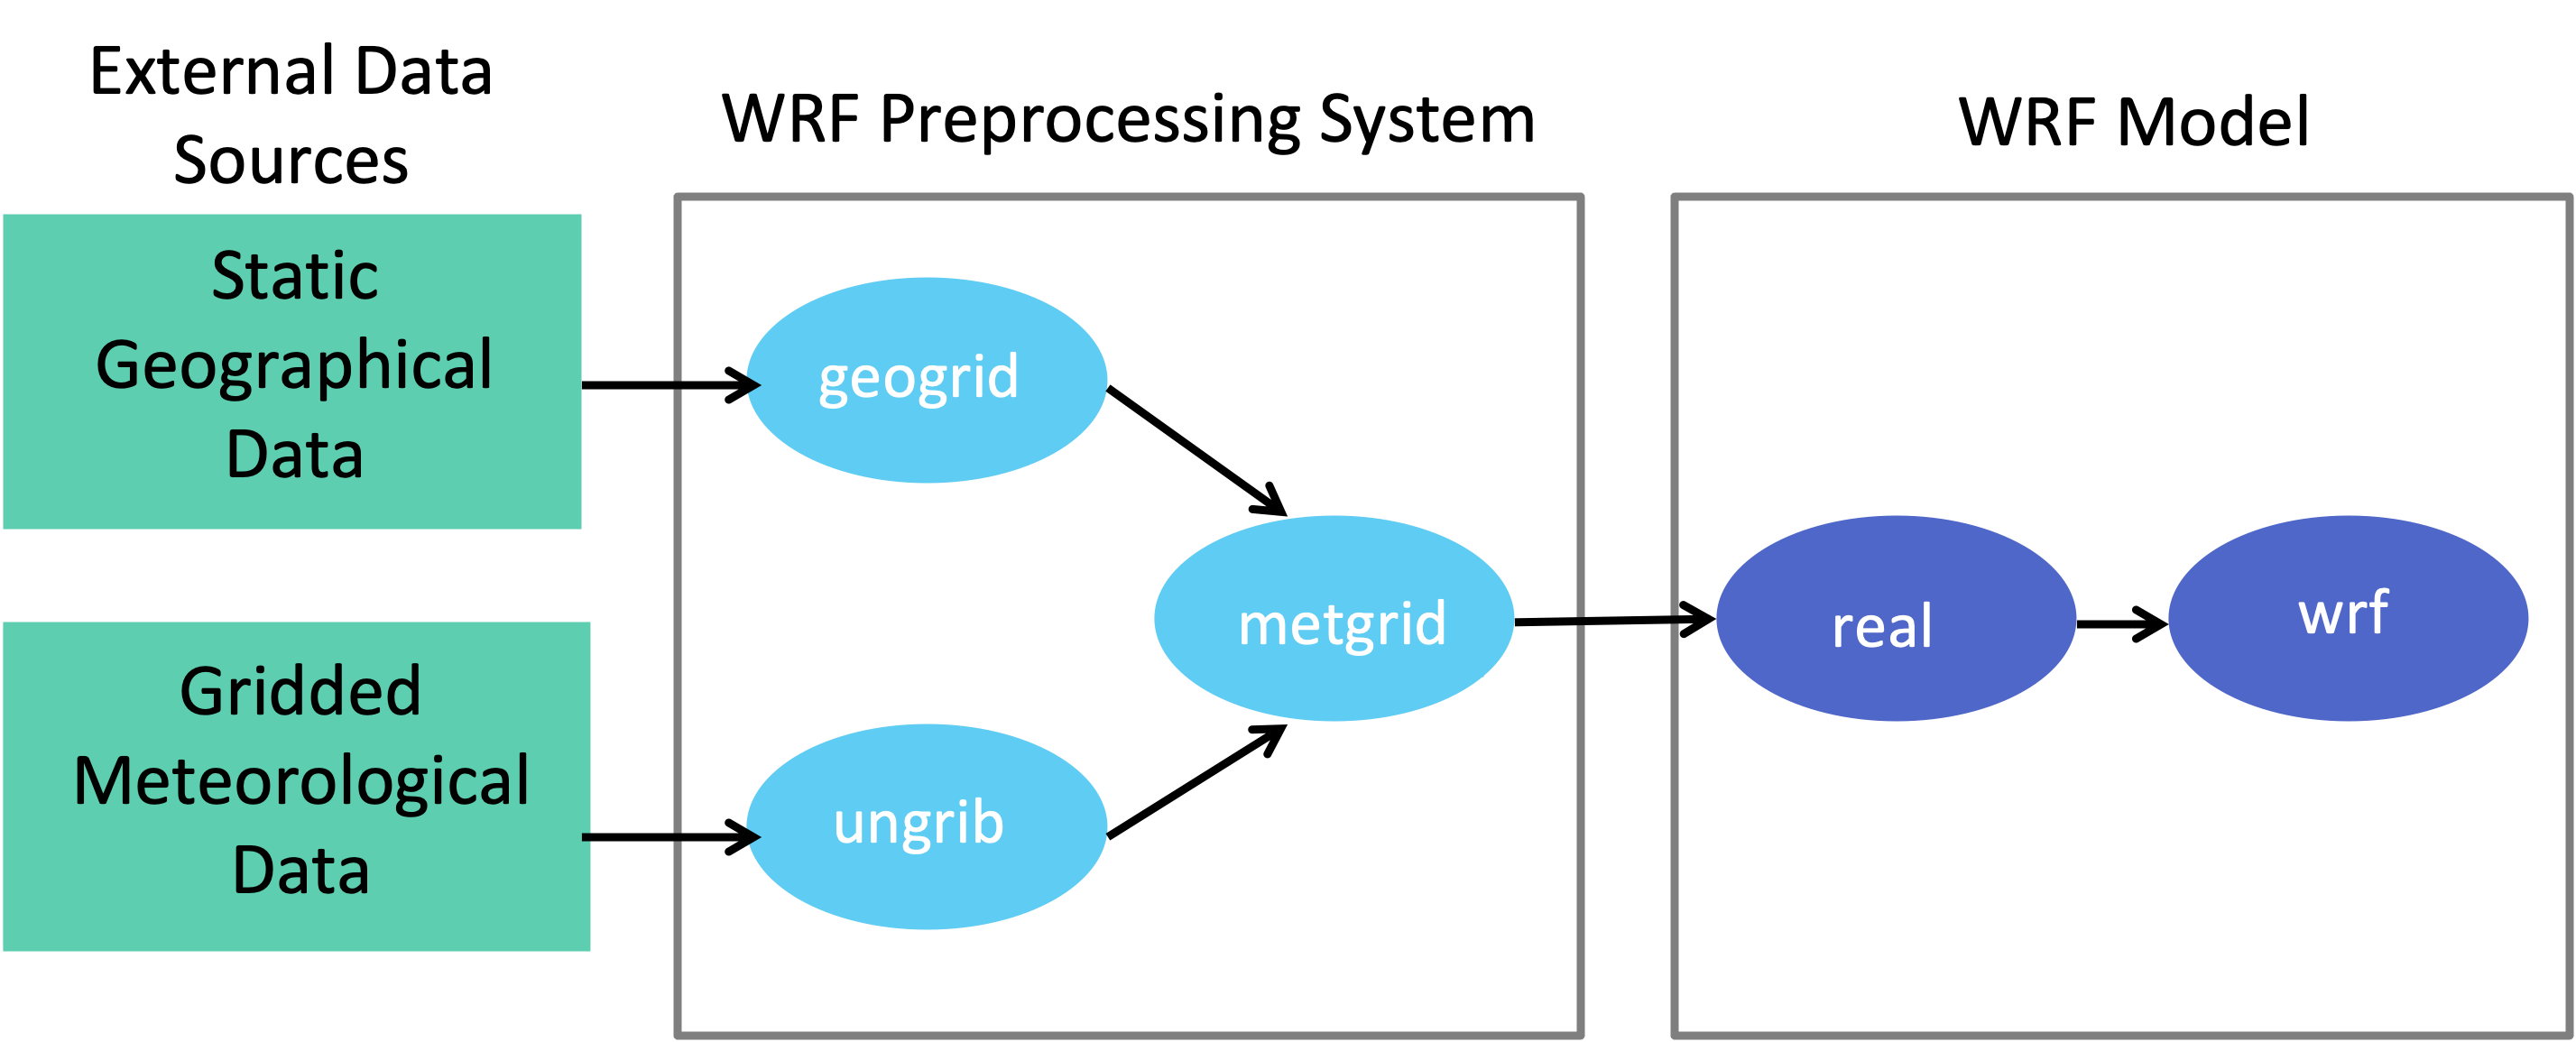 External Data
Sources
Static
Geographical
Data
Gridded
Meteorological
Data
WRF Preprocessing System
geogrid
ungrib
metgrid
WRF Model
real
wrf